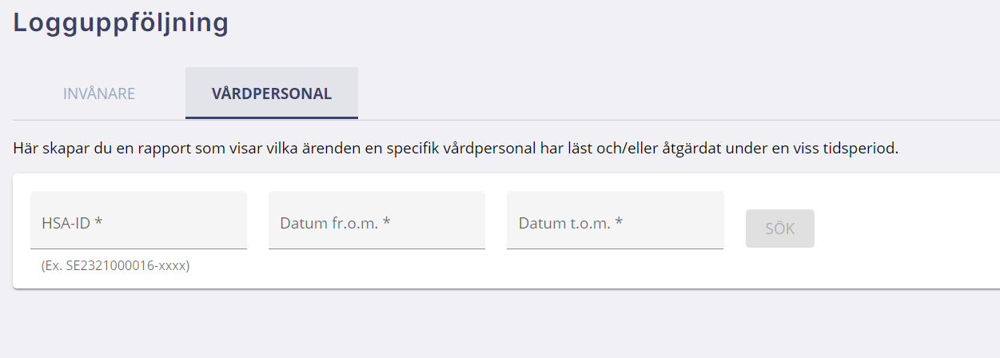 Logguppföljning
INVÅNARE VÅRDPERSONAL
Här skapar du en rapport som visar vilka ärenden en specifik vårdpersonal har läst och/eller åtgärdat under en viss tidsperiod.
HSA-ID * Datum fr.o.m. * Datum t.o.m. * SÖK
(Ex. SE2321000016-xxxx)